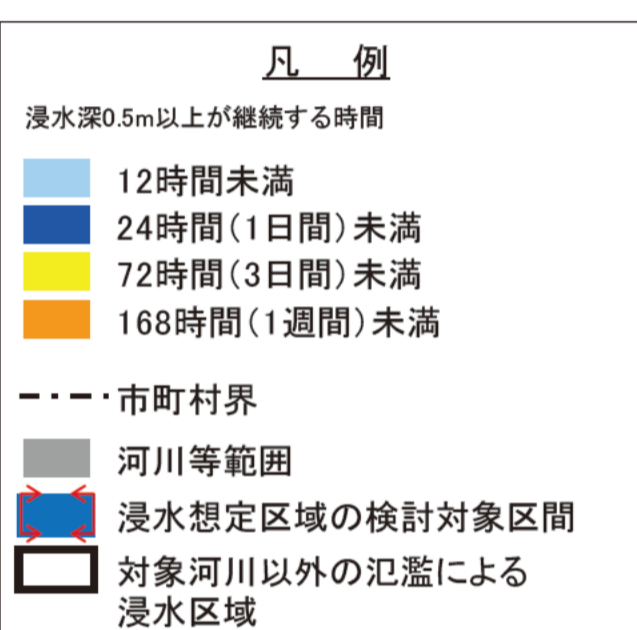 凡　例
浸水深0.5m以上が継続する時間
12時間未満
24時間(1日間)未満
72時間(3日間)未満
168時間(1週間)未満
市町村界
河川等範囲
浸水想定区域の検討対象区間
対象河川以外の氾濫による
浸水区域